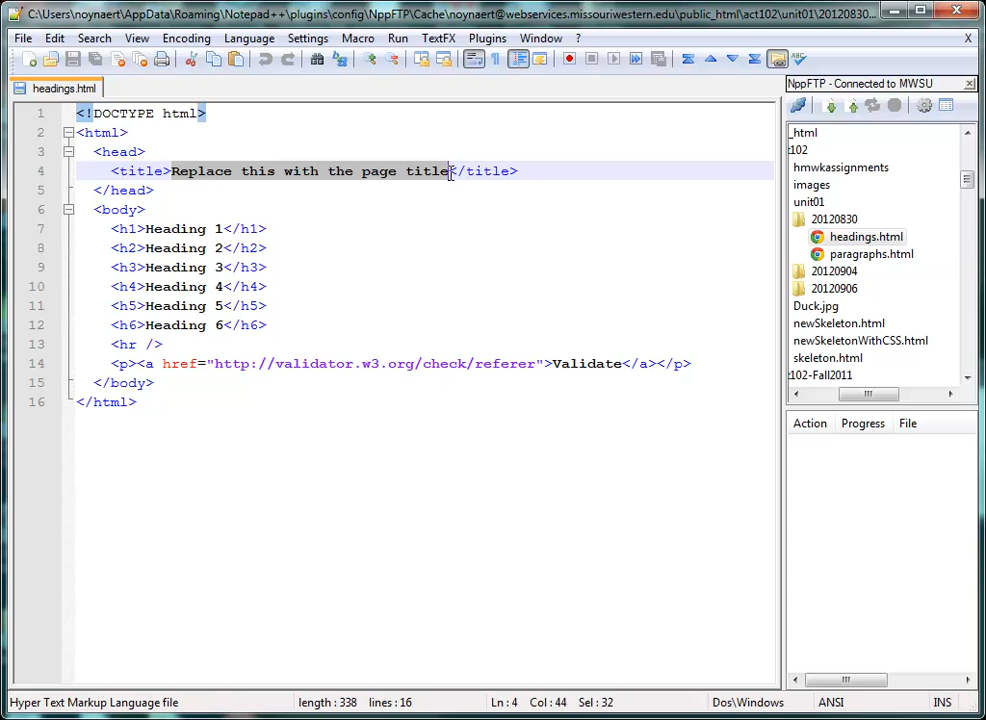 C:\Users\noynaert\AppData\Roaming\Notepad++\plugins\config\NppFTP\Cache\noynaert@webservices.missouriwestern.edu\public_html\act102\unit01\20120830...
File Edit Search View Encoding Language Settings Macro Run TextFX Plugins Window ? X
headings.html
NppFTP - Connected to MWSU
1 <!DOCTYPE html>
2 <html>
3 <head>
4 <title>Replace this with the page title</title>
5 </head>
6 <body>
7 <h1>Heading 1</h1>
8 <h2>Heading 2</h2>
9 <h3>Heading 3</h3>
10 <h4>Heading 4</h4>
11 <h5>Heading 5</h5>
12 <h6>Heading 6</h6>
13 <hr />
14 <p><a href="http://validator.w3.org/check/referer">Validate</a></p>
15 </body>
16 </html>
_html
t02
hmwkassignments
images
unit01
20120830
headings.html
paragraphs.html
20120904
20120906
Duck.jpg
newSkeleton.html
newSkeletonWithCSS.html
skeleton.html
t102-Fall2011
Action Progress File
Hyper Text Markup Language file length : 338 lines : 16 Ln : 4 Col : 44 Sel : 32 Dos\Windows ANSI INS